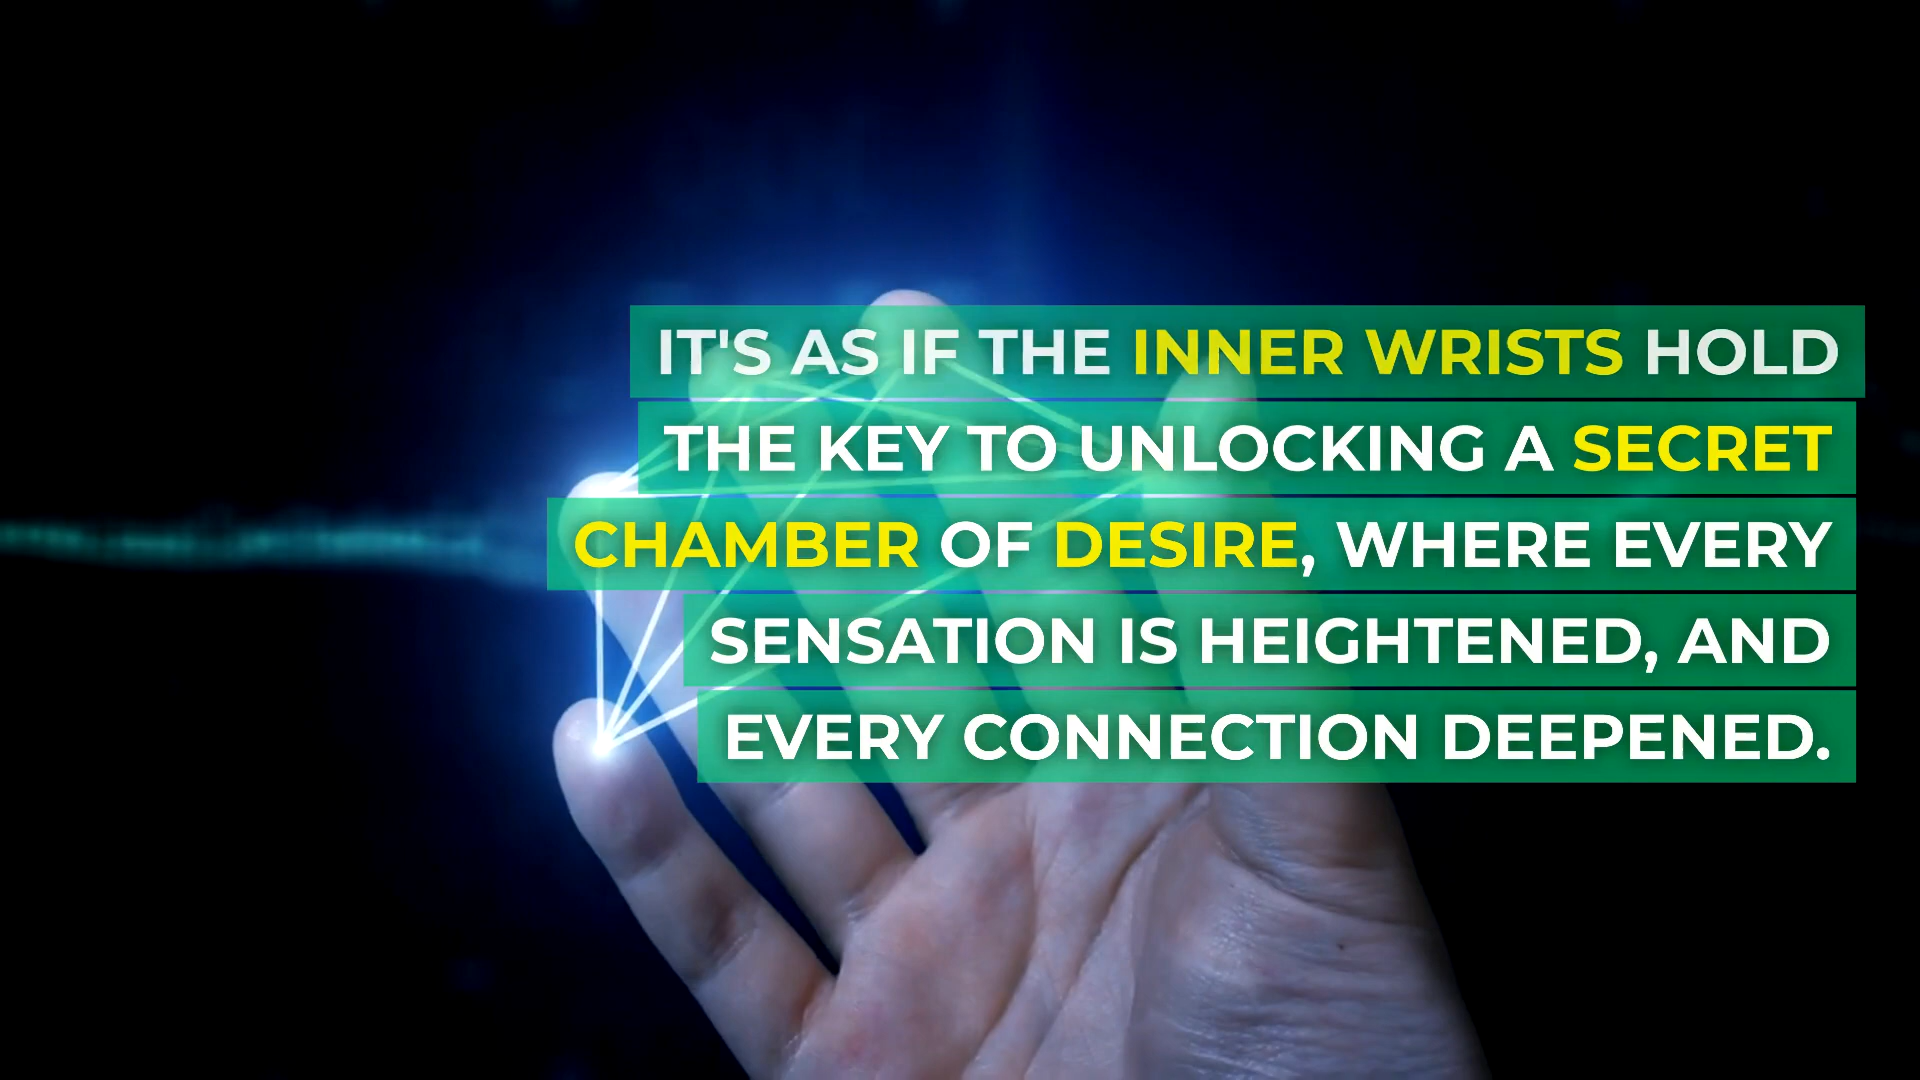 IT'S AS IF THE INNER WRISTS HOLD
THE KEY TO UNLOCKING A SECRET
CHAMBER OF DESIRE, WHERE EVERY
SENSATION IS HEIGHTENED, AND
EVERY CONNECTION DEEPENED.